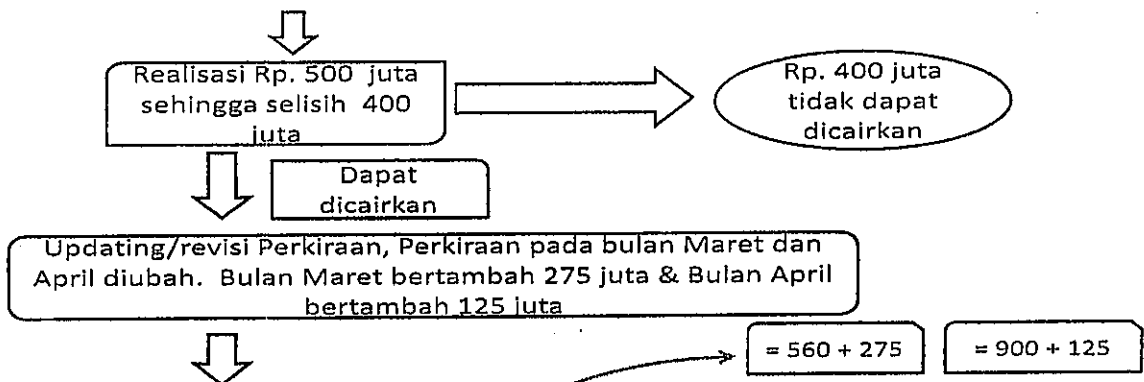 Realisasi Rp. 500 juta
sehingga selisih 400
juta
Rp. 400 juta
tidak dapat
dicairkan
Dapat
dicairkan
Updating/revisi Perkiraan, Perkiraan pada bulan Maret dan
April diubah. Bulan Maret bertambah 275 juta & Bulan April
bertambah 125 juta
= 560 + 275
= 900 + 125